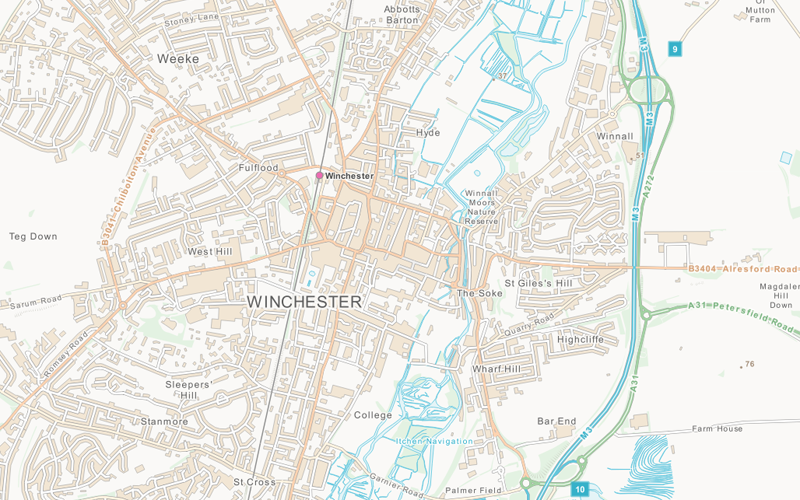 Abbotts
Barton
Of
Mutton
Farm
Stoney Lane
M3
9
Weeke
37
M3
Hyde
Winnall
51
B3041 Chilbolton Avenue
Fulflood
Winchester
A272
Winnall
Moors
Nature
Reserve
M3
Teg Down
West Hill
B3404 Alresford Road
St Giles's Hill
Magdalen
Hill
Down
Sarum Road
WINCHESTER
The Soke
A31 Petersfield Road
Quarry Road
Highcliffe
Romsey Road
76
Wharf Hill
Sleepers'
Hill
A31
Stanmore
College
Bar End
M3
Farm House
Itchen Navigation
St Cross
Garnier Road
Palmer Field
10